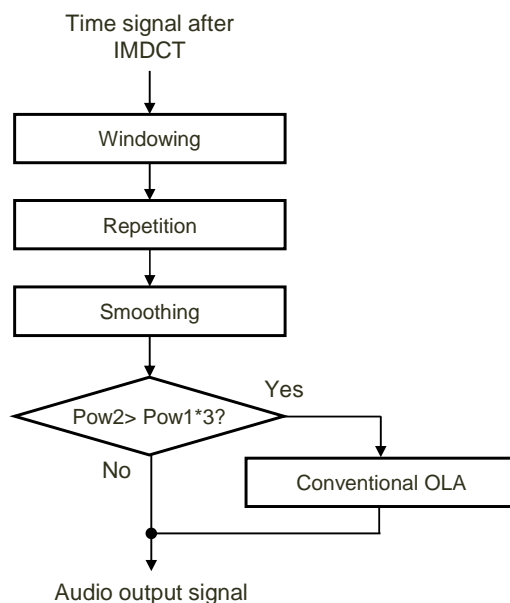 Time signal after
IMDCT
Windowing
Repetition
Smoothing
Pow2> Pow1*3?
Yes
No
Conventional OLA
Audio output signal